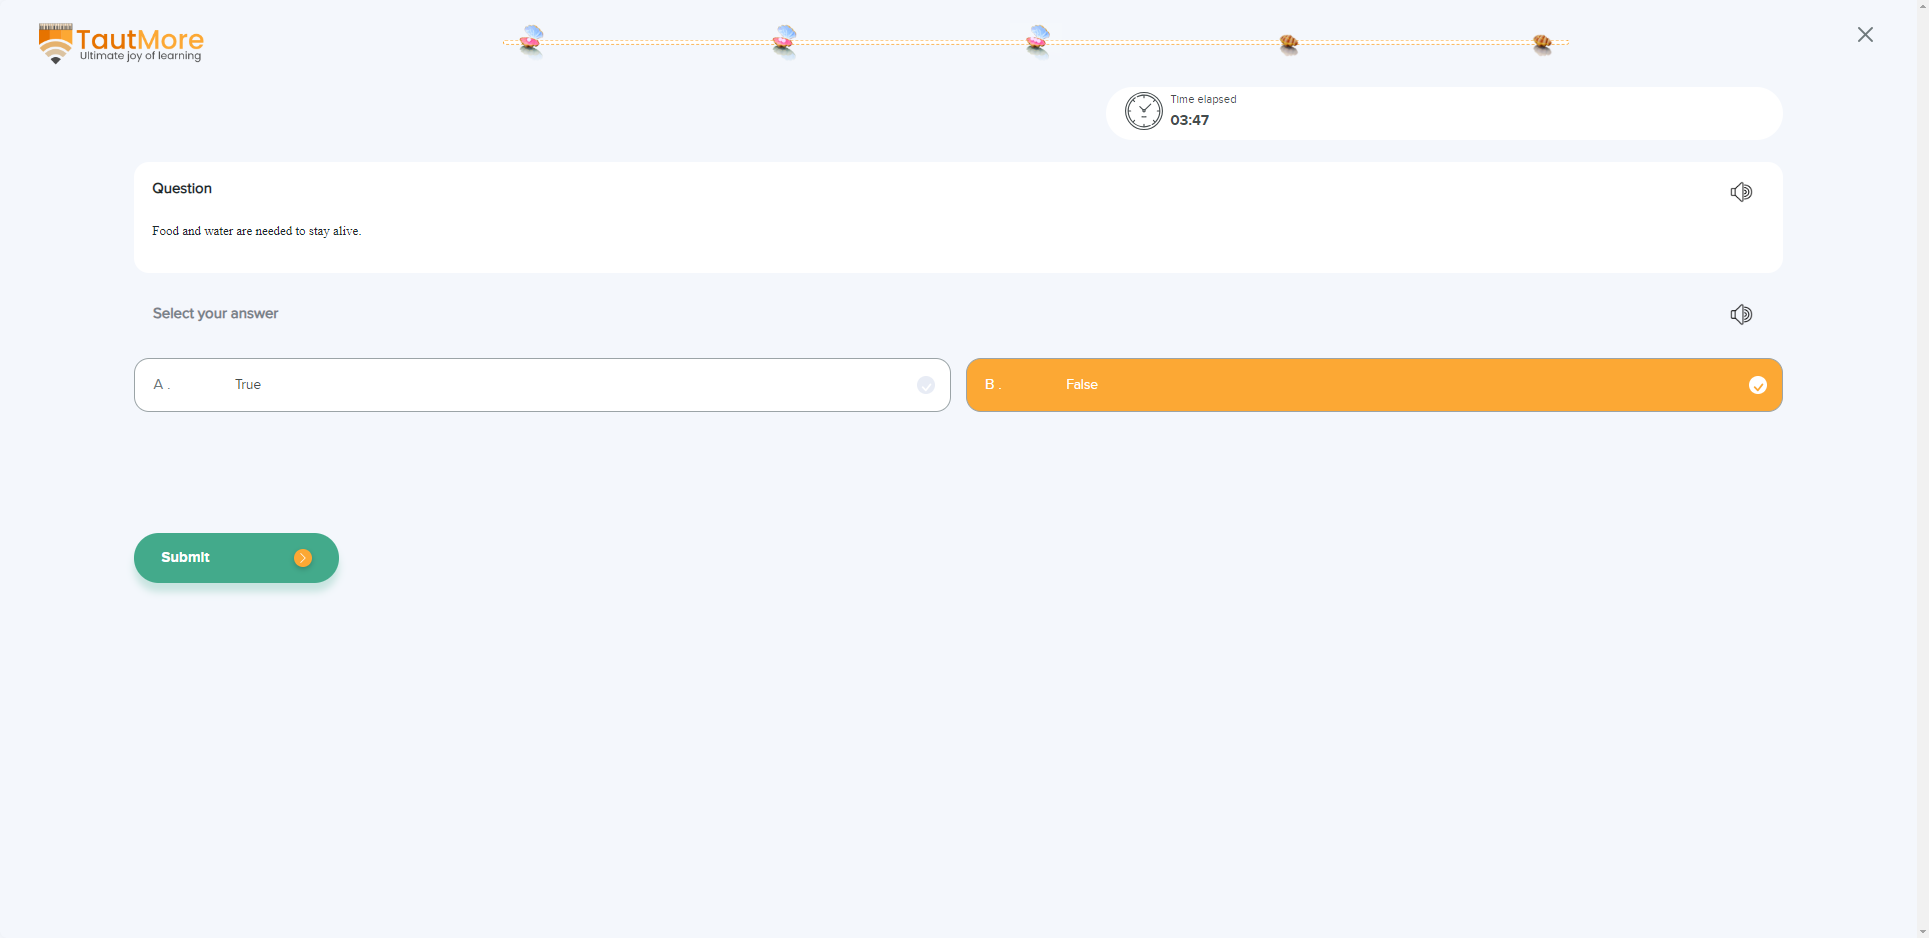 TautMore
Ultimate joy of learning
Time elapsed
03:47
Question
Food and water are needed to stay alive.
Select your answer
A . True
B . False
Submit